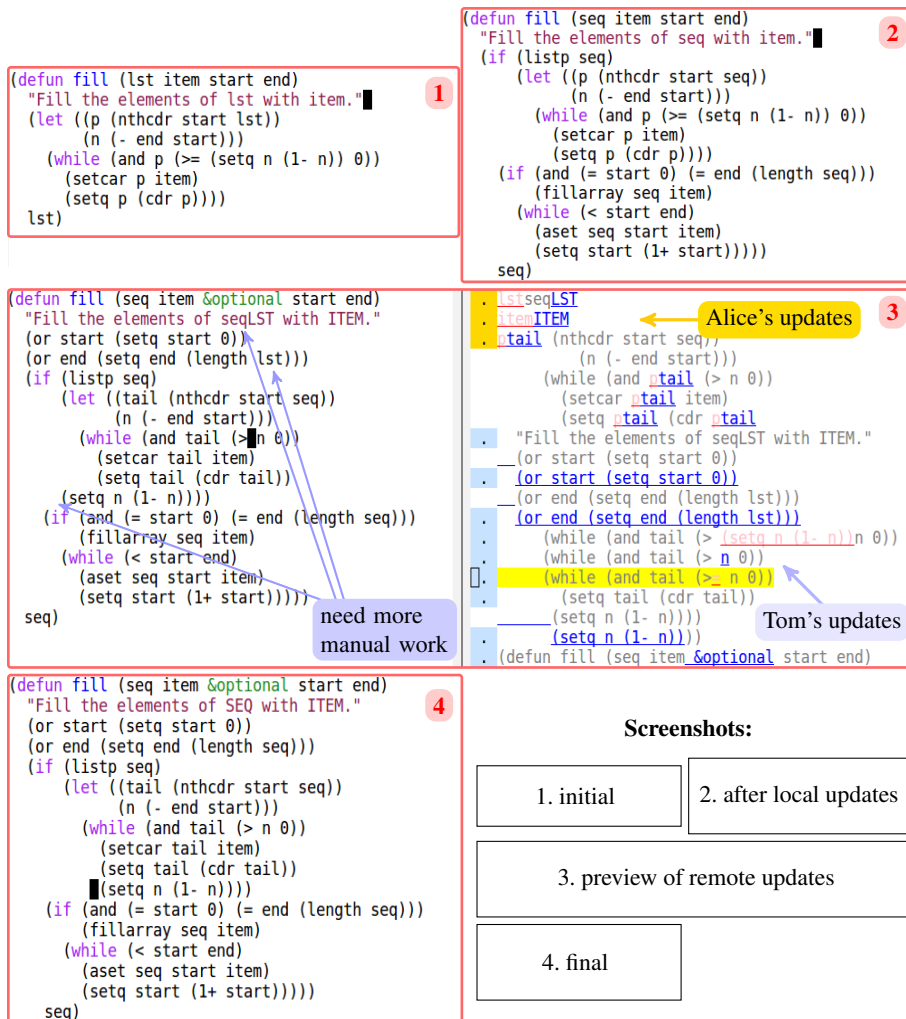 (defun fill (lst item start end)
  "Fill the elements of lst with item."
  (let ((p (nthcdr start lst))
        (n (- end start)))
    (while (and p (>= (setq n (1- n)) 0))
      (setcar p item)
      (setq p (cdr p))))
  lst)
1
(defun fill (seq item start end)
  "Fill the elements of seq with item."
  (if (listp seq)
      (let ((p (nthcdr start seq))
            (n (- end start)))
        (while (and p (>= (setq n (1- n)) 0))
          (setcar p item)
          (setq p (cdr p))))
    (if (and (= start 0) (= end (length seq)))
        (fillarray seq item)
      (while (< start end)
        (aset seq start item)
        (setq start (1+ start)))))
    seq)
2
(defun fill (seq item &optional start end)
  "Fill the elements of seqLST with ITEM."
  (or start (setq start 0))
  (or end (setq end (length lst)))
  (if (listp seq)
      (let ((tail (nthcdr start seq))
            (n (- end start)))
        (while (and tail (> n 0))
          (setcar tail item)
          (setq tail (cdr tail))
      (setq n (1- n))))
    (if (and (= start 0) (= end (length seq)))
        (fillarray seq item)
      (while (< start end)
        (aset seq start item)
        (setq start (1+ start)))))
  seq)
need more
manual work
. lstseqLST
. itemITEM
. ptail (nthcdr start seq))
            (n (- end start)))
        (while (and ptail (> n 0))
          (setcar ptail item)
          (setq ptail (cdr ptail
.   "Fill the elements of seqLST with ITEM."
    (or start (setq start 0))
.   (or start (setq start 0))
    (or end (setq end (length lst)))
.   (or end (setq end (length lst)))
.       (while (and tail (> (setq n (1- n))n 0))
.       (while (and tail (> n 0))
.       (while (and tail (>= n 0))
.         (setq tail (cdr tail))
        (setq n (1- n))))
.       (setq n (1- n))))
. (defun fill (seq item &optional start end)
3
Alice's updates
Tom's updates
(defun fill (seq item &optional start end)
  "Fill the elements of SEQ with ITEM."
  (or start (setq start 0))
  (or end (setq end (length seq)))
  (if (listp seq)
      (let ((tail (nthcdr start seq))
            (n (- end start)))
        (while (and tail (> n 0))
          (setcar tail item)
          (setq tail (cdr tail))
          (setq n (1- n))))
    (if (and (= start 0) (= end (length seq)))
        (fillarray seq item)
      (while (< start end)
        (aset seq start item)
        (setq start (1+ start)))))
    seq)
4
Screenshots:
1. initial
2. after local updates
3. preview of remote updates
4. final